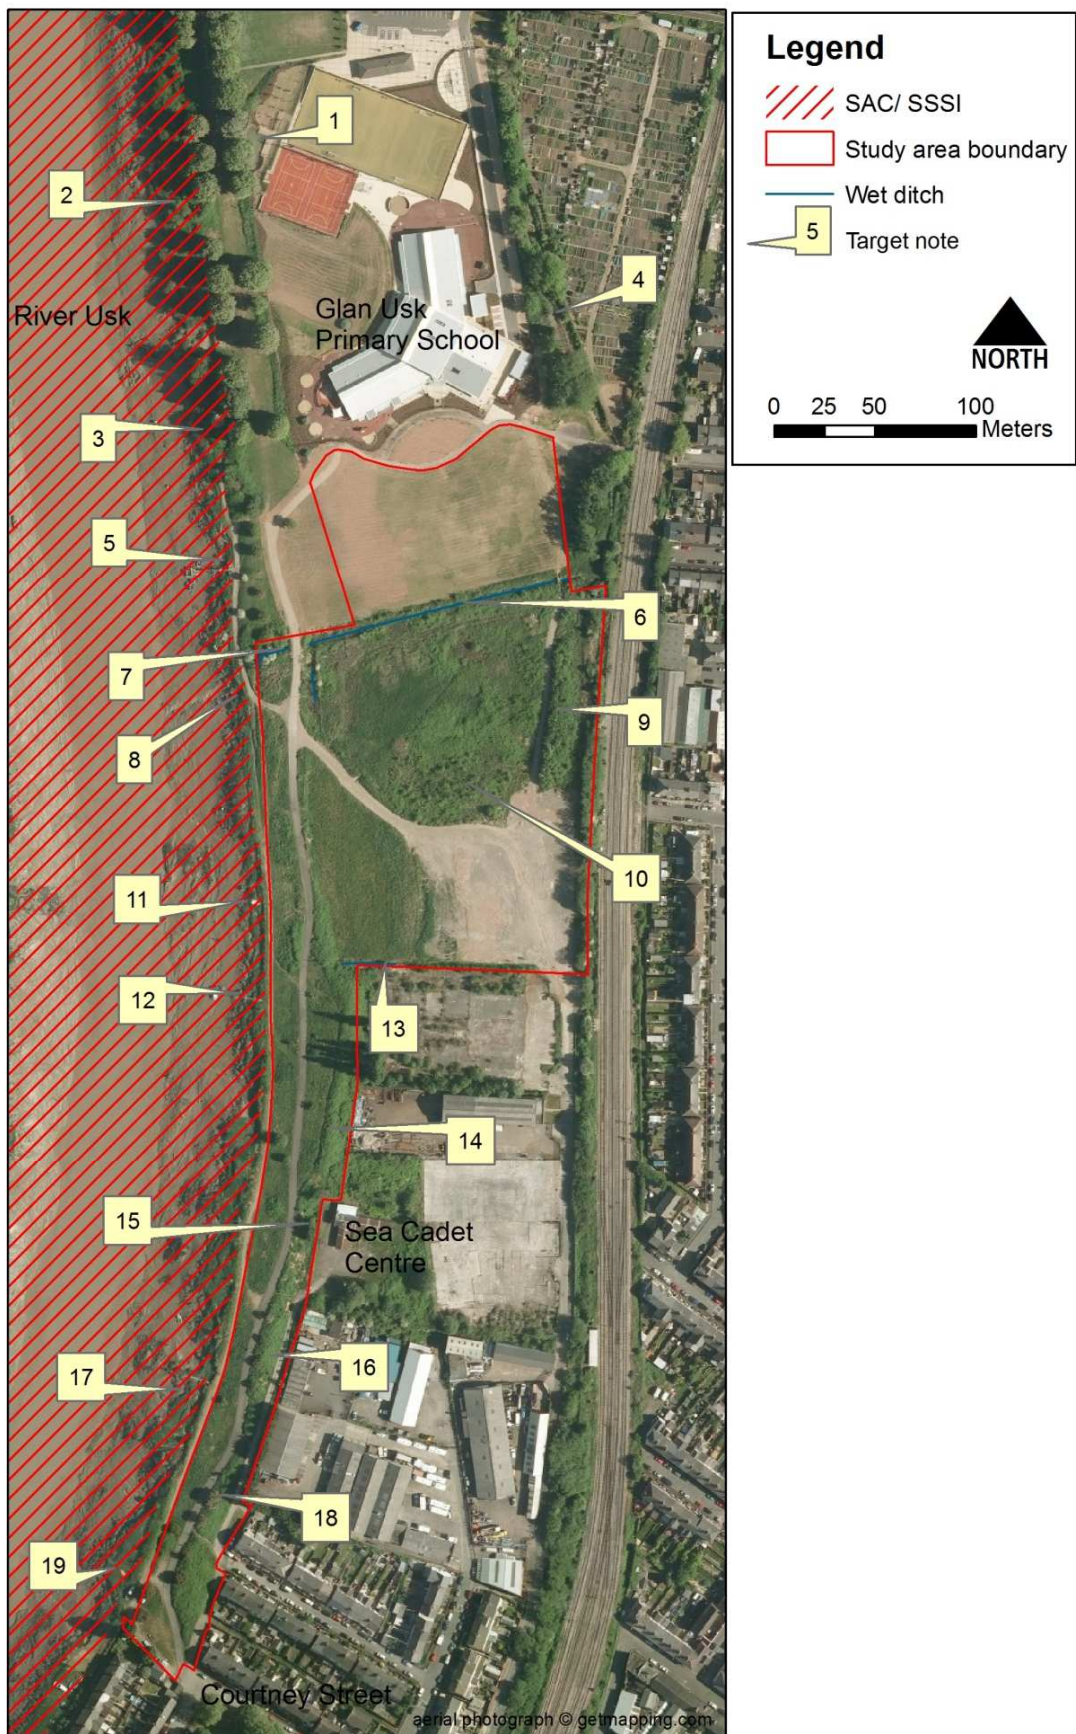 Legend
SAC/ SSSI
Study area boundary
Wet ditch
5
Target note
NORTH
0 25 50 100
Meters
1
2
River Usk
Glan Usk
Primary School
4
3
5
6
7
8
9
10
11
12
13
14
15
Sea Cadet
Centre
16
17
18
19
Courtney Street
aerial photograph © getmapping.com